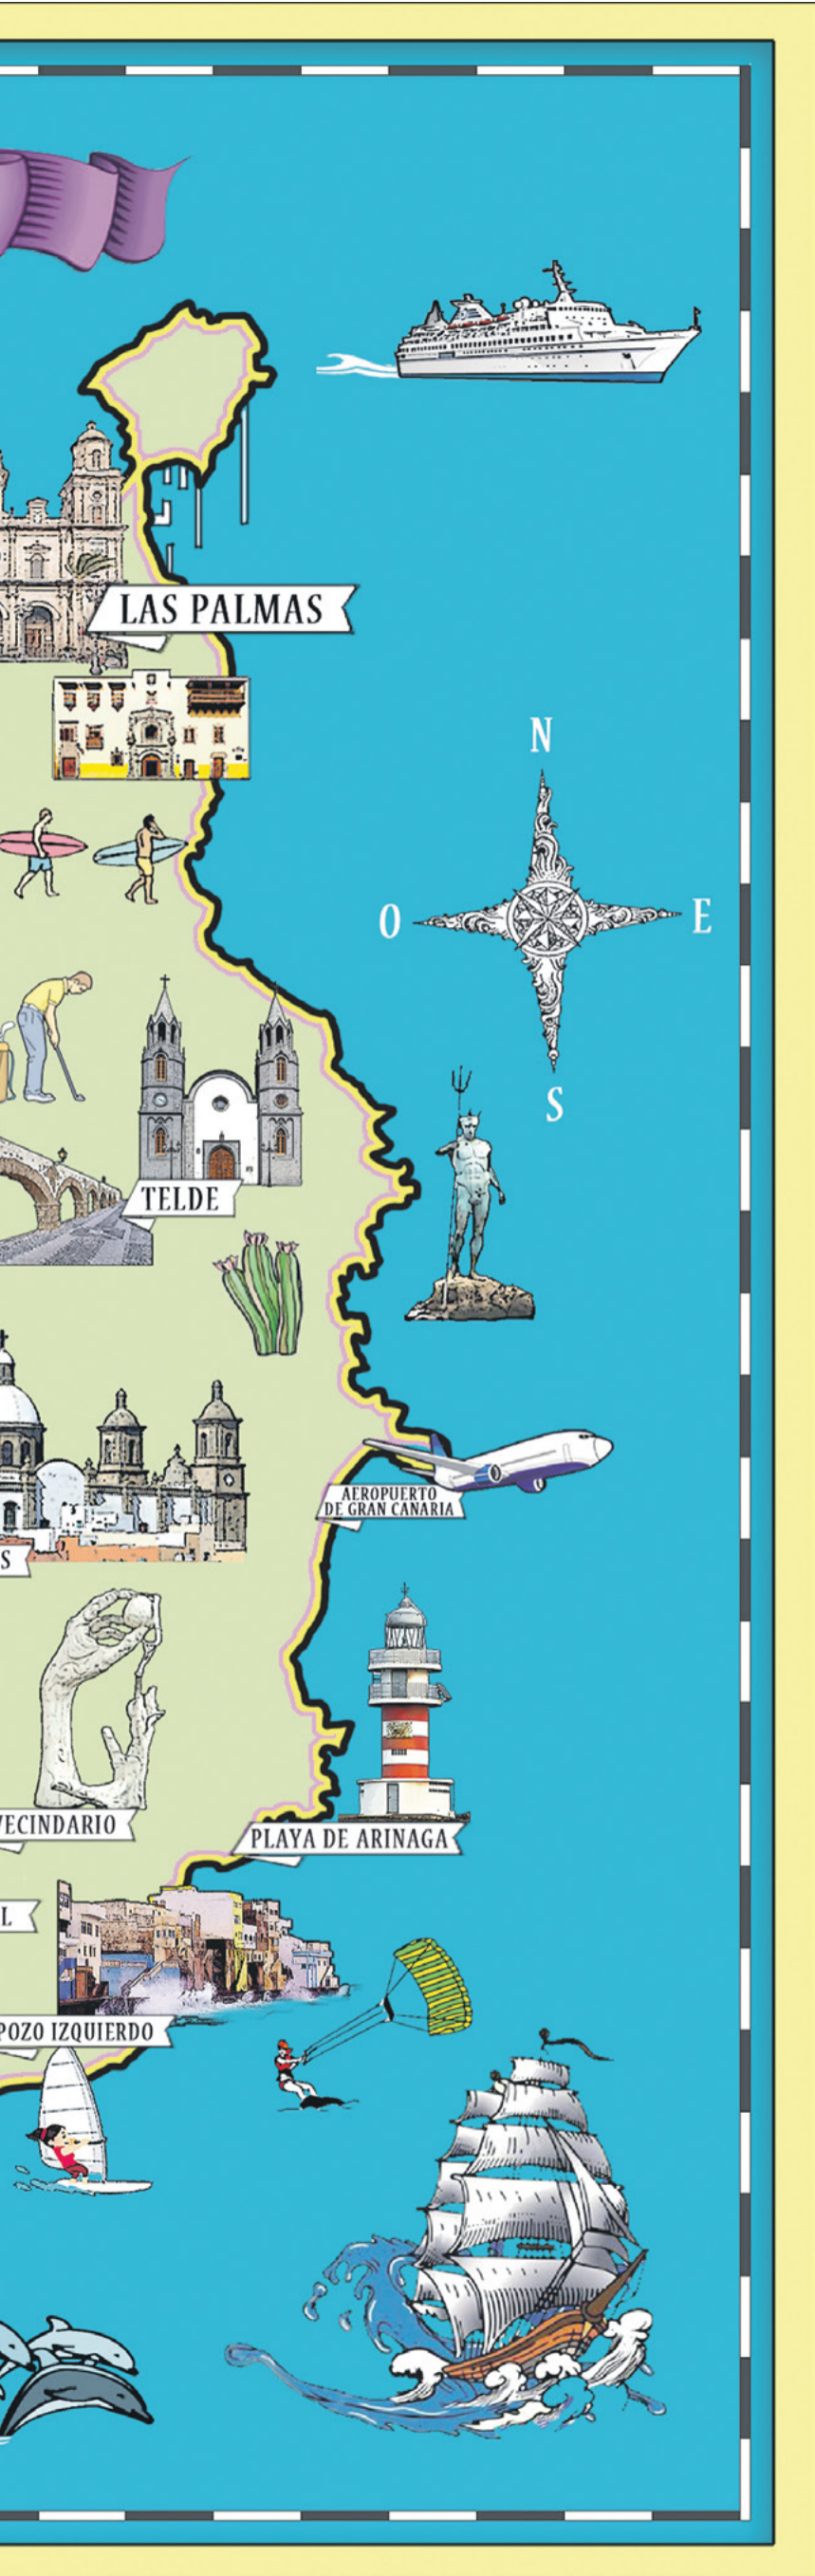 LAS PALMAS
N
O
E
S
TELDE
AEROPUERTO
DE GRAN CANARIA
S
VECINDARIO
PLAYA DE ARINAGA
L
POZO IZQUIERDO